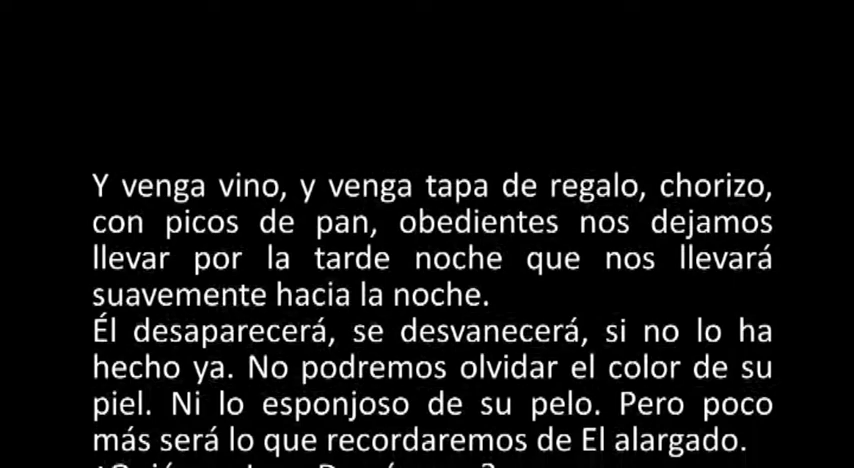 Y venga vino, y venga tapa de regalo, chorizo,
con picos de pan, obedientes nos dejamos
llevar por la tarde noche que nos llevará
suavemente hacia la noche.
Él desaparecerá, se desvanecerá, si no lo ha
hecho ya. No podremos olvidar el color de su
piel. Ni lo esponjoso de su pelo. Pero poco
más será lo que recordaremos de El alargado.